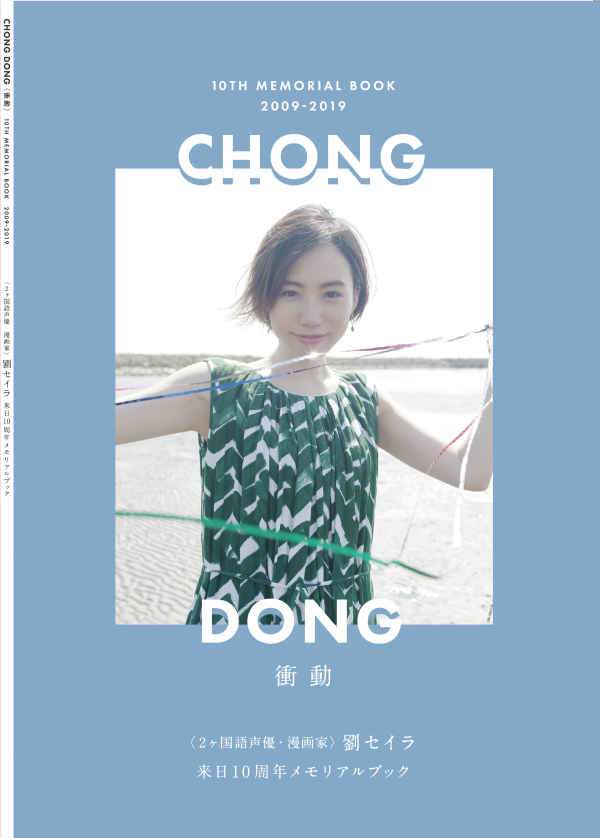 10TH MEMORIAL BOOK
2009-2019
CHONG
DONG
衝動
〈2ヶ国語声優・漫画家〉劉セイラ
来日10周年メモリアルブック
CHONG DONG〈衝動〉 10TH MEMORIAL BOOK 2009-2019 〈2ヶ国語声優 漫画家〉劉セイラ 来日10周年メモリアルブック